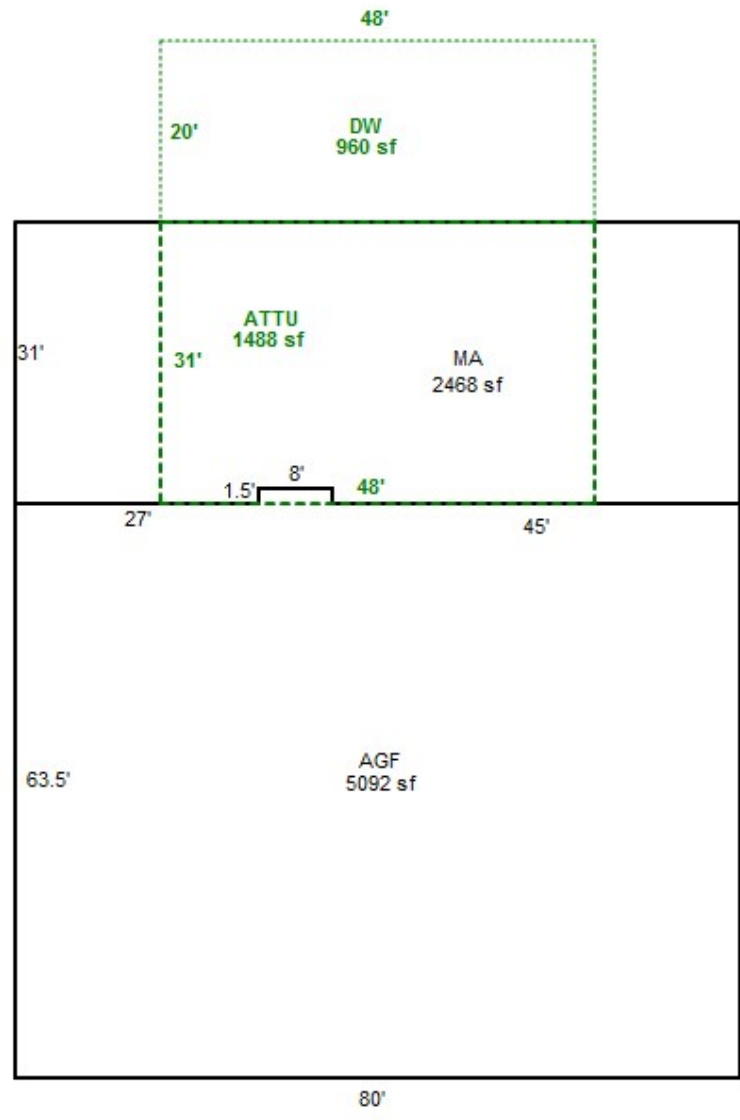 48'
20'
DW
960 sf
ATTU
1488 sf
31'
31'
MA
2468 sf
8'
1.5'
48'
27'
45'
AGF
5092 sf
63.5'
80'